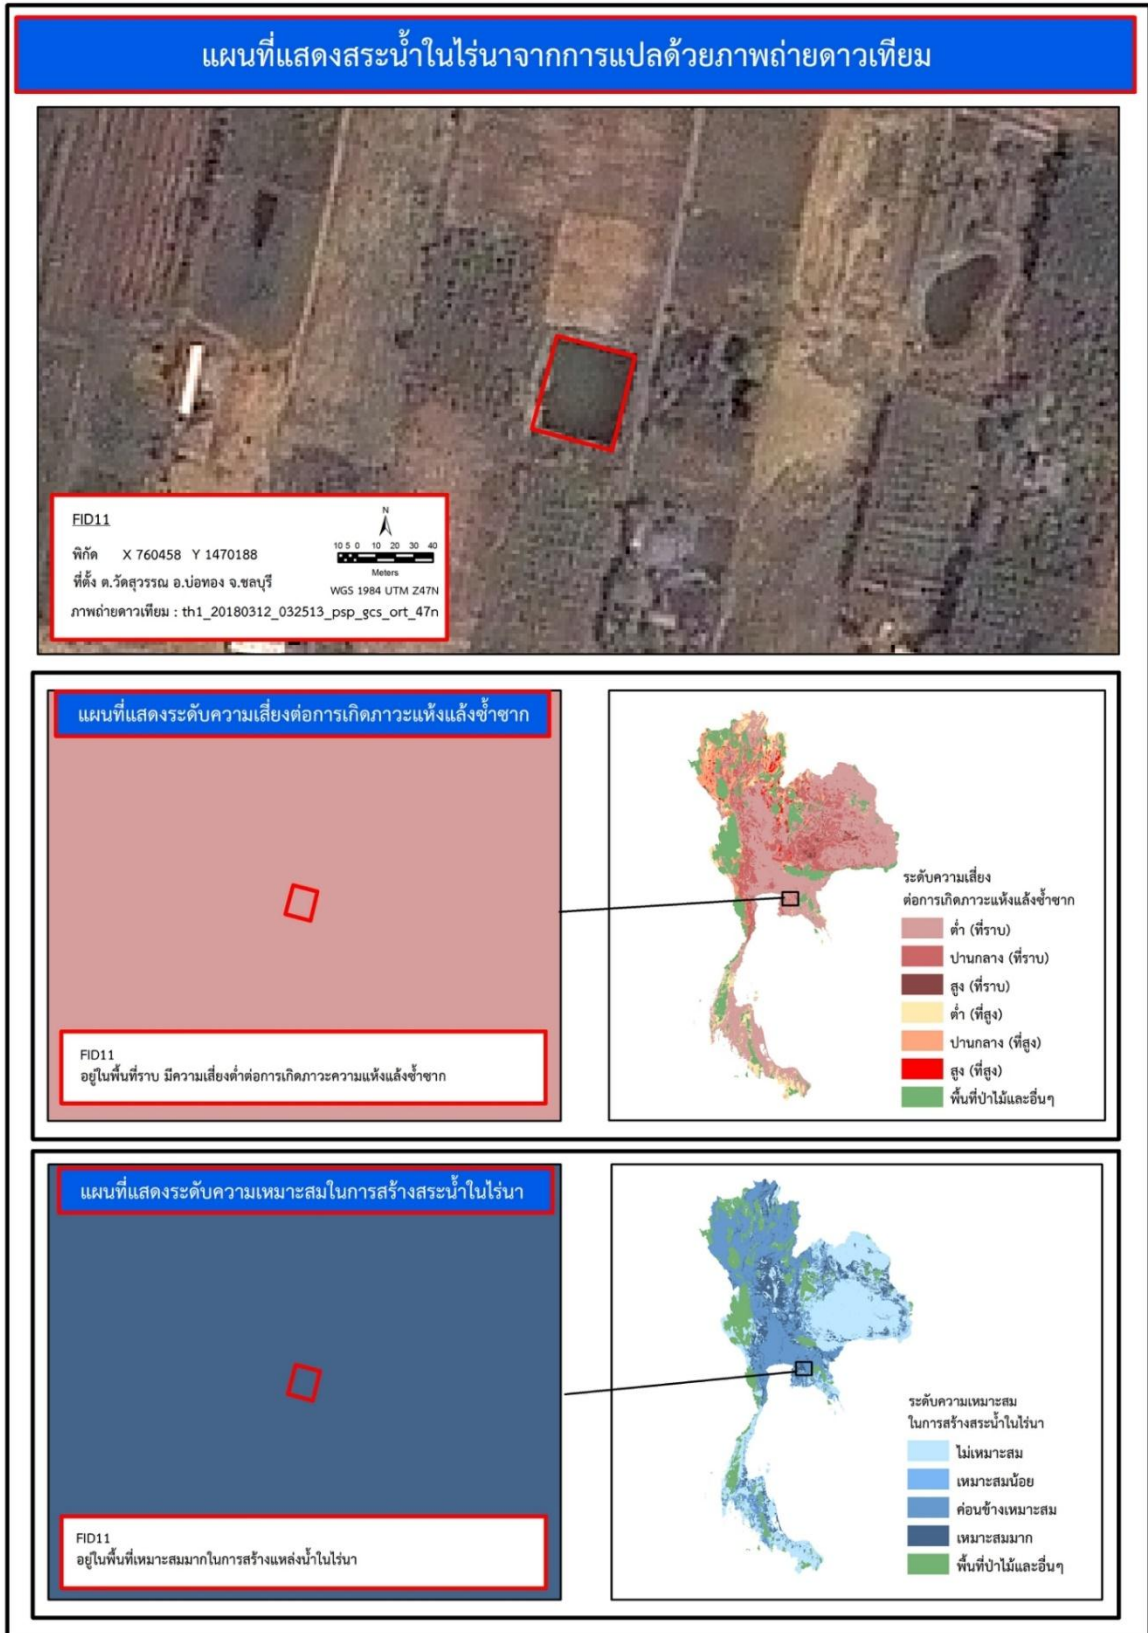 แผนที่แสดงสระน้ำในไร่นาจากการแปลด้วยภาพถ่ายดาวเทียม
FID11
พิกัด X 760458 Y 1470188
ที่ตั้ง ต.วัดสุวรรณ อ.บ่อทอง จ.ชลบุรี
ภาพถ่ายดาวเทียม : th1_20180312_032513_psp_gcs_ort_47n
N
10 5 0 10 20 30 40
Meters
WGS 1984 UTM Z47N
แผนที่แสดงระดับความเสี่ยงต่อการเกิดภาวะแห้งแล้งซ้ำซาก
FID11
อยู่ในพื้นที่ราบ มีความเสี่ยงต่ำต่อการเกิดภาวะความแห้งแล้งซ้ำซาก
ระดับความเสี่ยง
ต่อการเกิดภาวะแห้งแล้งซ้ำซาก
ต่ำ (ที่ราบ)
ปานกลาง (ที่ราบ)
สูง (ที่ราบ)
ต่ำ (ที่สูง)
ปานกลาง (ที่สูง)
สูง (ที่สูง)
พื้นที่ป่าไม้และอื่นๆ
แผนที่แสดงระดับความเหมาะสมในการสร้างสระน้ำในไร่นา
FID11
อยู่ในพื้นที่เหมาะสมมากในการสร้างแหล่งน้ำในไร่นา
ระดับความเหมาะสม
ในการสร้างสระน้ำในไร่นา
ไม่เหมาะสม
เหมาะสมน้อย
ค่อนข้างเหมาะสม
เหมาะสมมาก
พื้นที่ป่าไม้และอื่นๆ